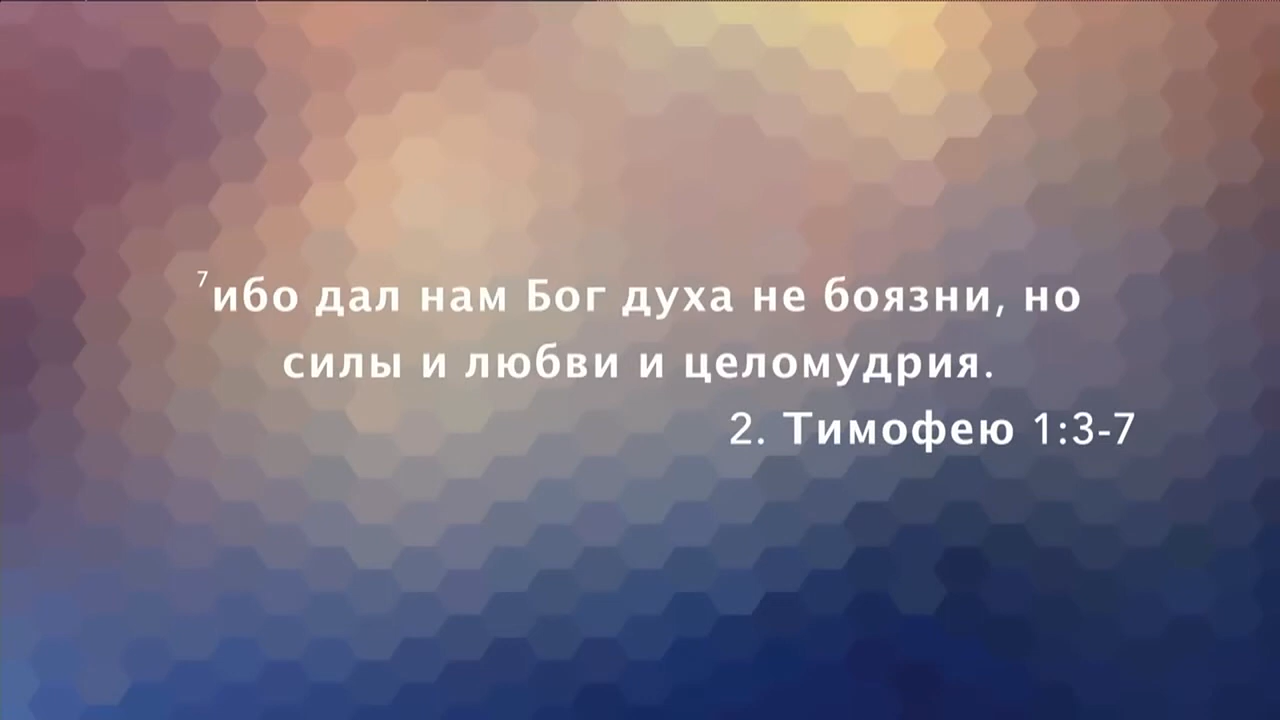 ⁷ибо дал нам Бог духа не боязни, но
силы и любви и целомудрия.
2. Тимофею 1:3-7